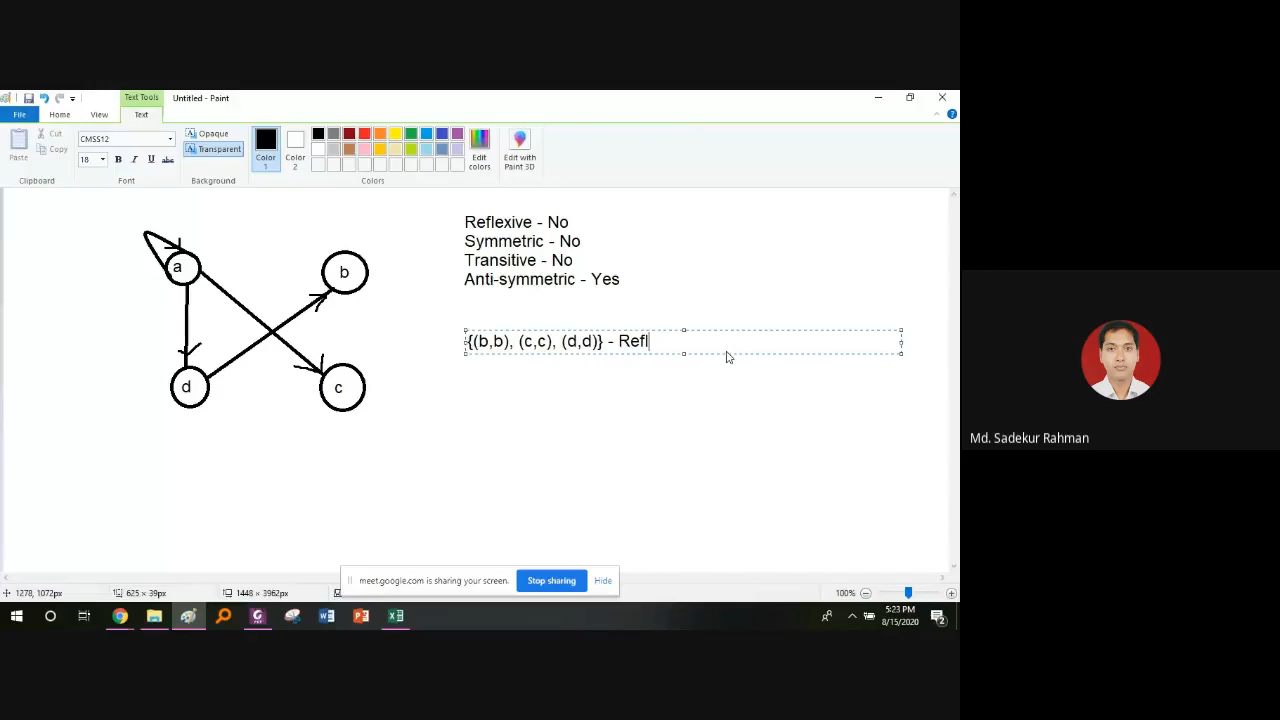 Text Tools
Untitled - Paint
File
Home
View
Text
Paste
Cut
Copy
Clipboard
CMSS12
18
B
I
U
abc
Font
Opaque
Transparent
Background
Color 1
Color 2
Edit colors
Colors
Edit with Paint 3D
a
b
d
c
Reflexive - No
Symmetric - No
Transitive - No
Anti-symmetric - Yes
{(b,b), (c,c), (d,d)} - Refl
Md. Sadekur Rahman
meet.google.com is sharing your screen.
Stop sharing
Hide
1278, 1072px
625 x 39px
1448 x 3962px
100%
5:23 PM
8/15/2020
2